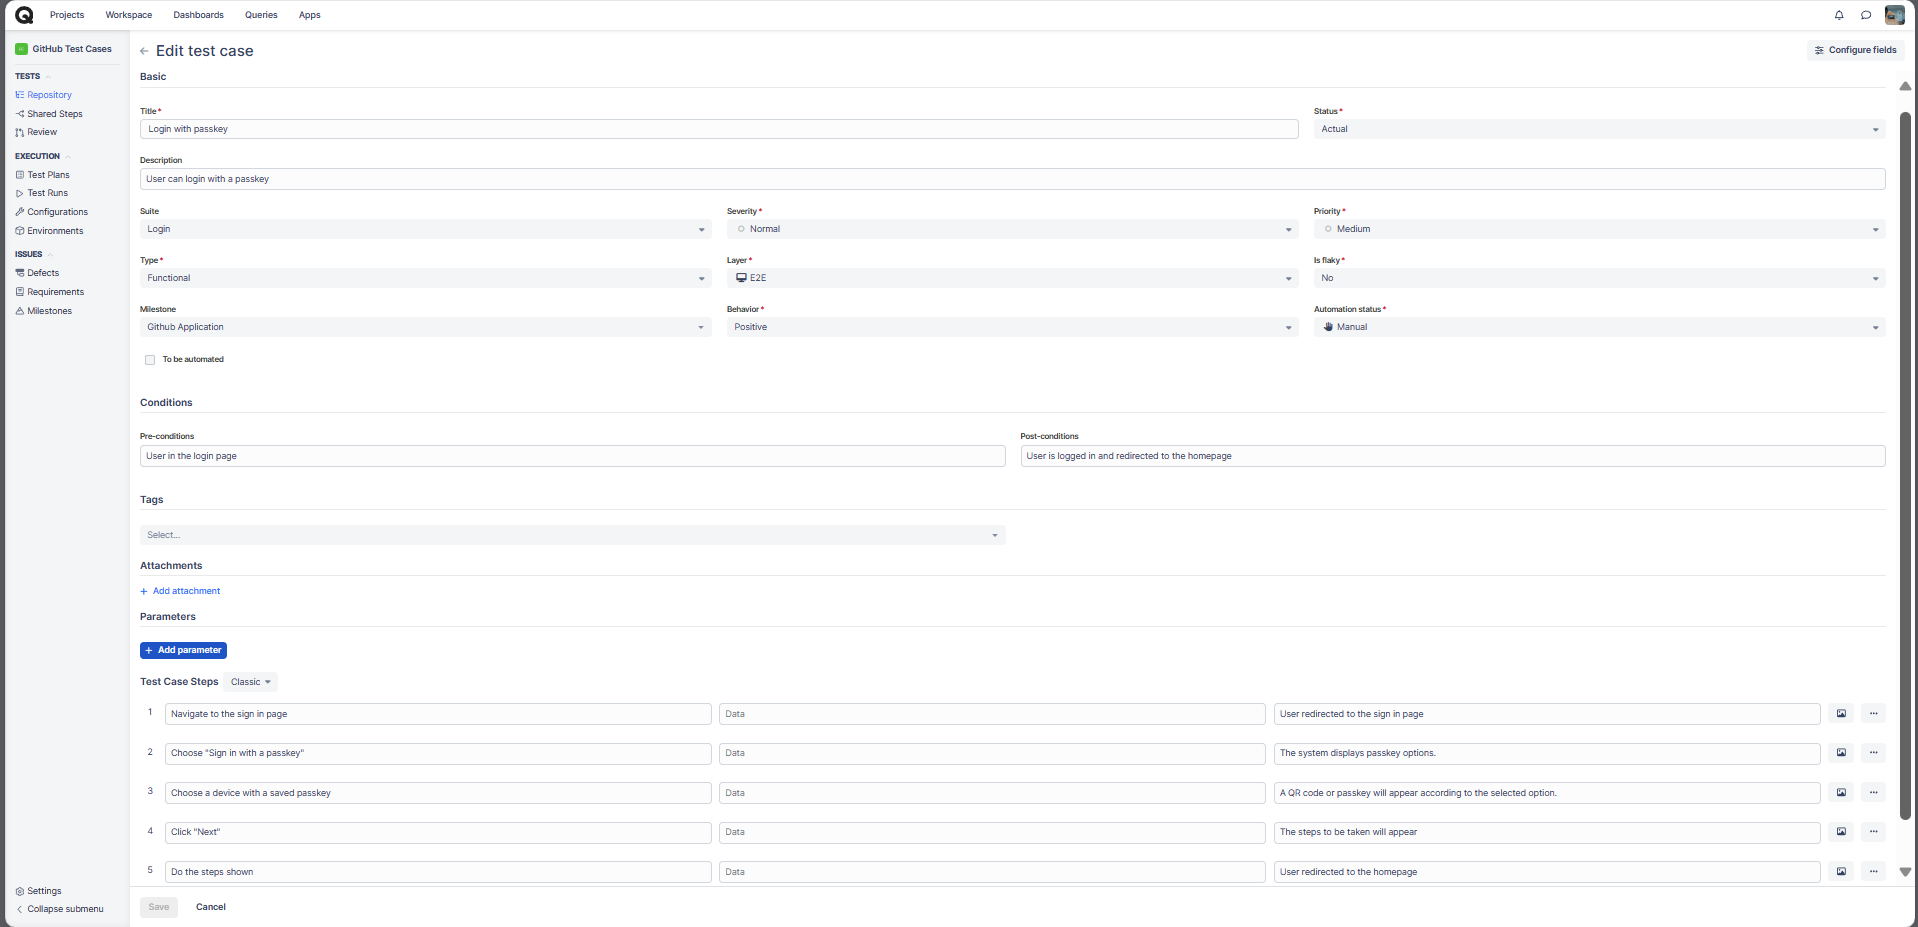 Projects Workspace Dashboards Queries Apps
GitHub Test Cases
TESTS
Repository
Shared Steps
Review
EXECUTION
Test Plans
Test Runs
Configurations
Environments
ISSUES
Defects
Requirements
Milestones
Settings
Collapse submenu
Edit test case
Configure fields
Basic
Title* Status*
Login with passkey Actual
Description
User can login with a passkey
Suite Severity* Priority*
Login Normal Medium
Type* Layer* Is flaky*
Functional E2E No
Milestone Behavior* Automation status*
Github Application Positive Manual
To be automated
Conditions
Pre-conditions Post-conditions
User in the login page User is logged in and redirected to the homepage
Tags
Select...
Attachments
+ Add attachment
Parameters
+ Add parameter
Test Case Steps Classic
1 Navigate to the sign in page Data User redirected to the sign in page
2 Choose "Sign in with a passkey" Data The system displays passkey options.
3 Choose a device with a saved passkey Data A QR code or passkey will appear according to the selected option.
4 Click "Next" Data The steps to be taken will appear
5 Do the steps shown Data User redirected to the homepage
Save Cancel